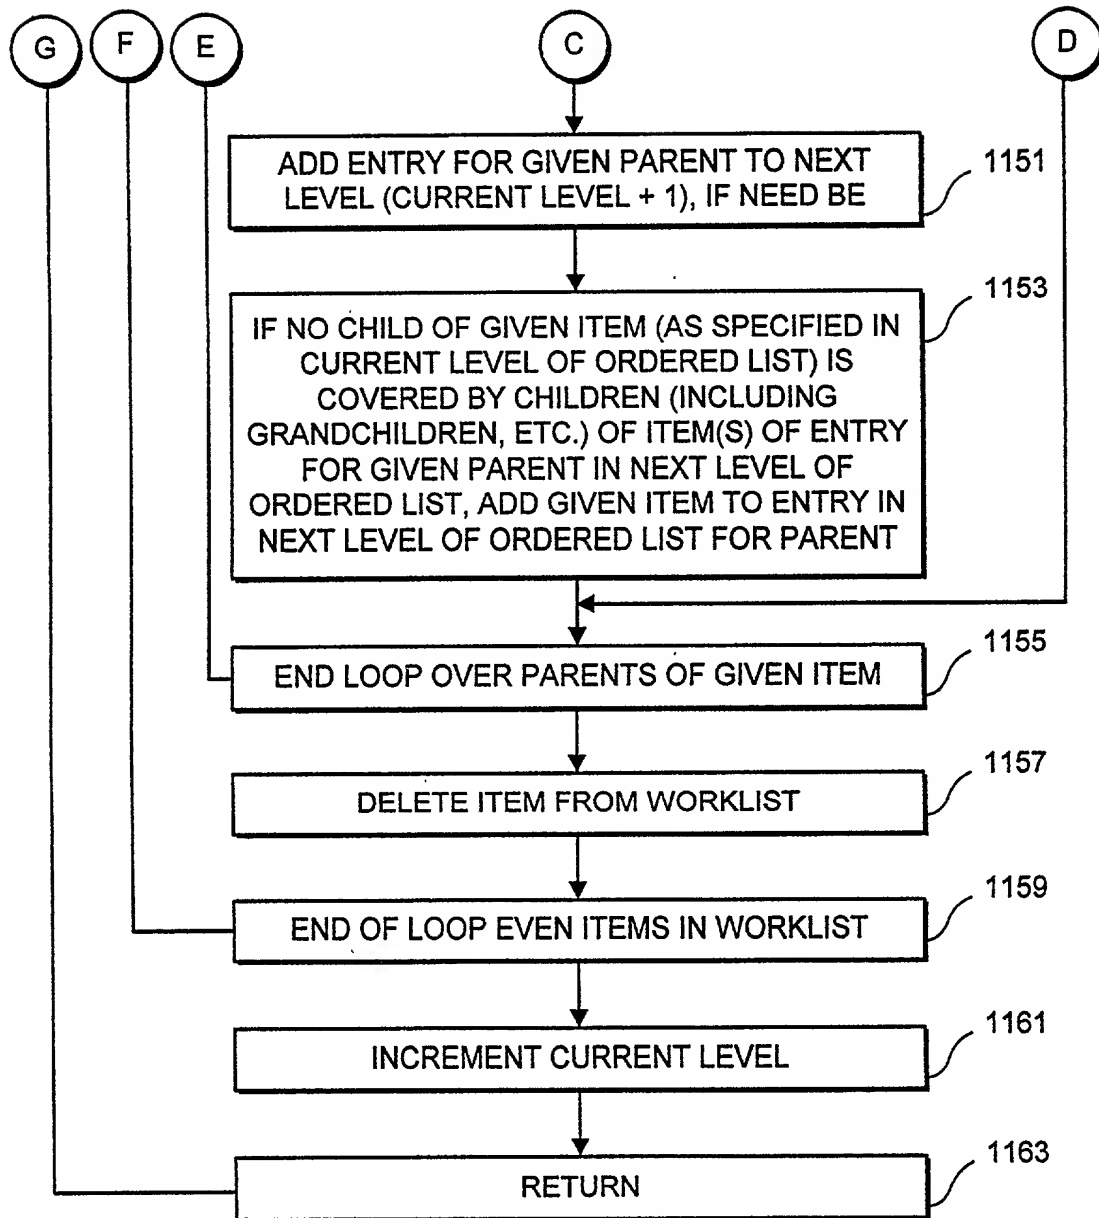 G F E C D
ADD ENTRY FOR GIVEN PARENT TO NEXT
LEVEL (CURRENT LEVEL + 1), IF NEED BE
1151
1153
IF NO CHILD OF GIVEN ITEM (AS SPECIFIED IN
CURRENT LEVEL OF ORDERED LIST) IS
COVERED BY CHILDREN (INCLUDING
GRANDCHILDREN, ETC.) OF ITEM(S) OF ENTRY
FOR GIVEN PARENT IN NEXT LEVEL OF
ORDERED LIST, ADD GIVEN ITEM TO ENTRY IN
NEXT LEVEL OF ORDERED LIST FOR PARENT
1155
END LOOP OVER PARENTS OF GIVEN ITEM
1157
DELETE ITEM FROM WORKLIST
1159
END OF LOOP EVEN ITEMS IN WORKLIST
1161
INCREMENT CURRENT LEVEL
1163
RETURN